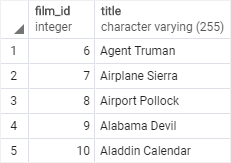 film_id title
integer character varying (255)
1 6 Agent Truman
2 7 Airplane Sierra
3 8 Airport Pollock
4 9 Alabama Devil
5 10 Aladdin Calendar